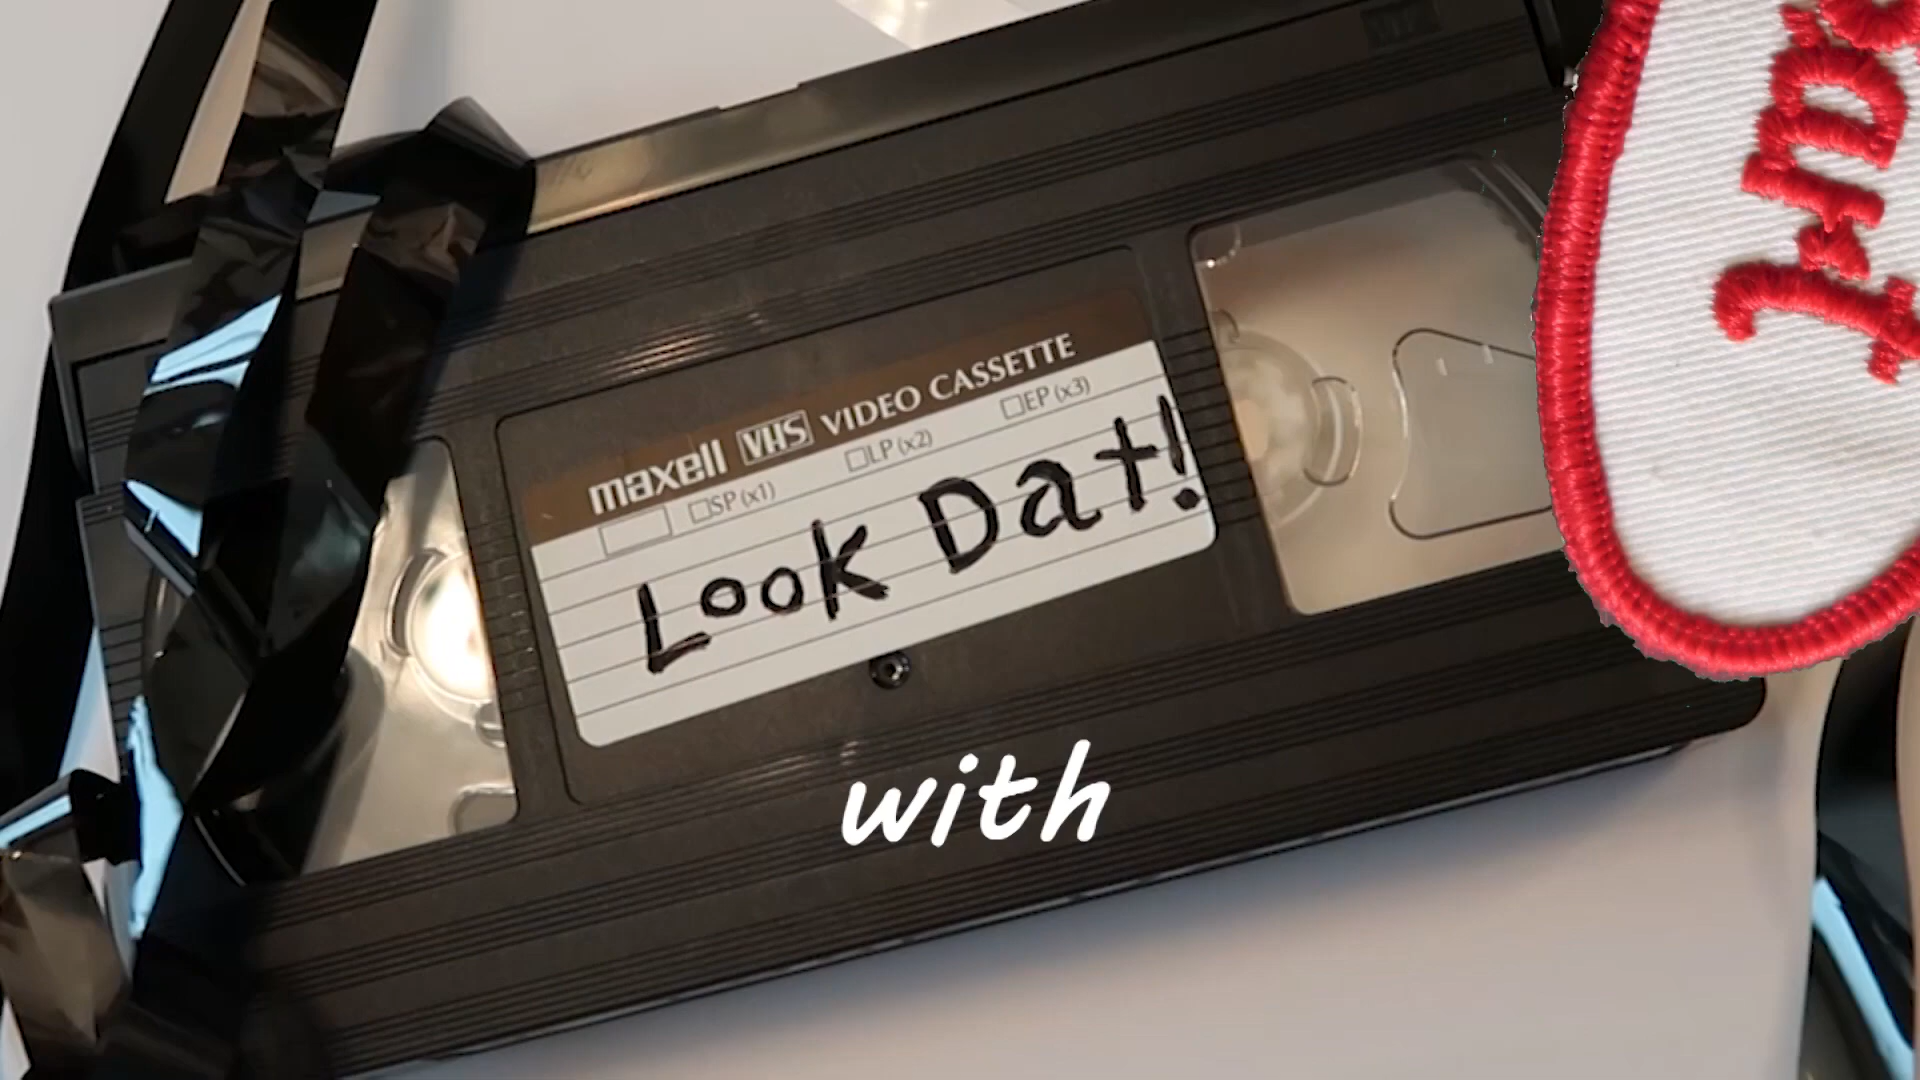 maxell VHS VIDEO CASSETTE
SP (x1) LP (x2) EP (x3)
Look Dat!
with